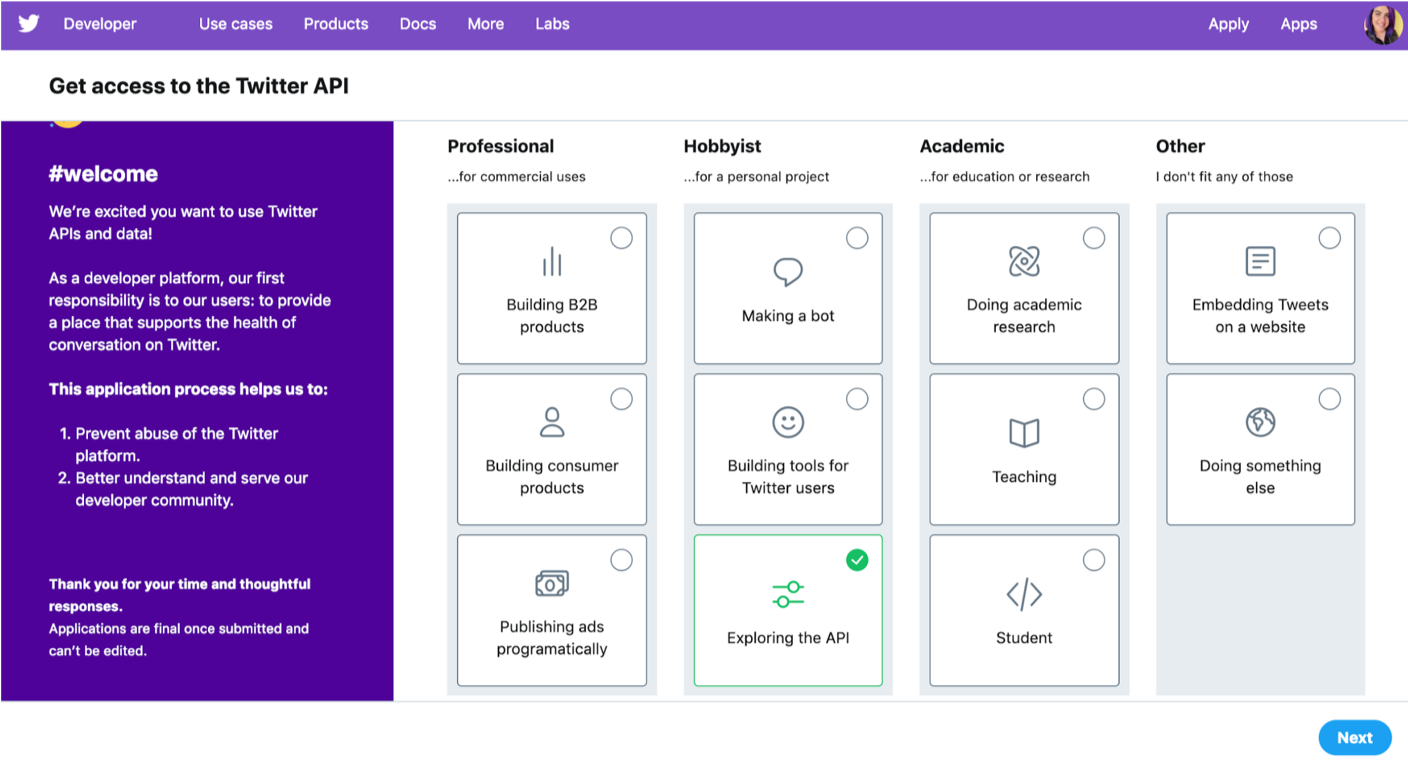 Developer
Use cases
Products
Docs
More
Labs
Apply
Apps
Get access to the Twitter API
#welcome
We're excited you want to use Twitter
APIs and data!
As a developer platform, our first
responsibility is to our users: to provide
a place that supports the health of
conversation on Twitter.
This application process helps us to:
1. Prevent abuse of the Twitter
platform.
2. Better understand and serve our
developer community.
Thank you for your time and thoughtful
responses.
Applications are final once submitted and
can't be edited.
Professional
...for commercial uses
Building B2B
products
Building consumer
products
Publishing ads
programatically
Hobbyist
...for a personal project
Making a bot
Building tools for
Twitter users
Exploring the API
Academic
...for education or research
Doing academic
research
Teaching
Student
Other
I don't fit any of those
Embedding Tweets
on a website
Doing something
else
Next